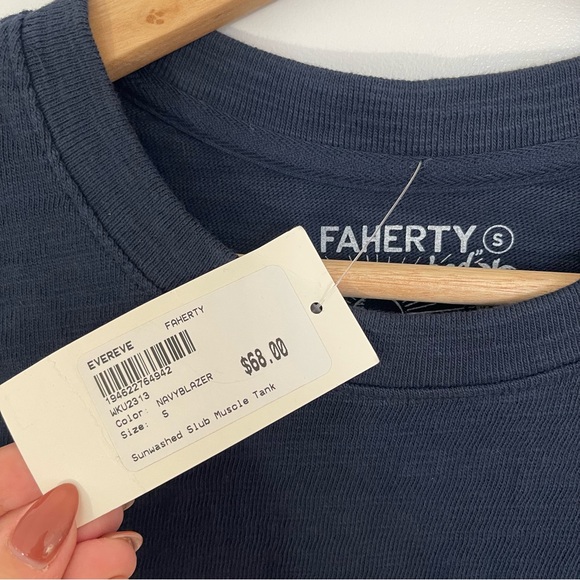 FAHERTY S
EVEREVE FAHERTY
194622764942
WKU2313 $68.00
Color: NAVYBLAZER
Size: S
Sunwashed Slub Muscle Tank